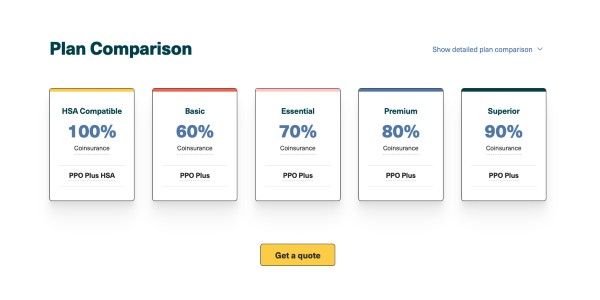 Plan Comparison
Show detailed plan comparison
HSA Compatible
100%
Coinsurance
PPO Plus HSA
Basic
60%
Coinsurance
PPO Plus
Essential
70%
Coinsurance
PPO Plus
Premium
80%
Coinsurance
PPO Plus
Superior
90%
Coinsurance
PPO Plus
Get a quote